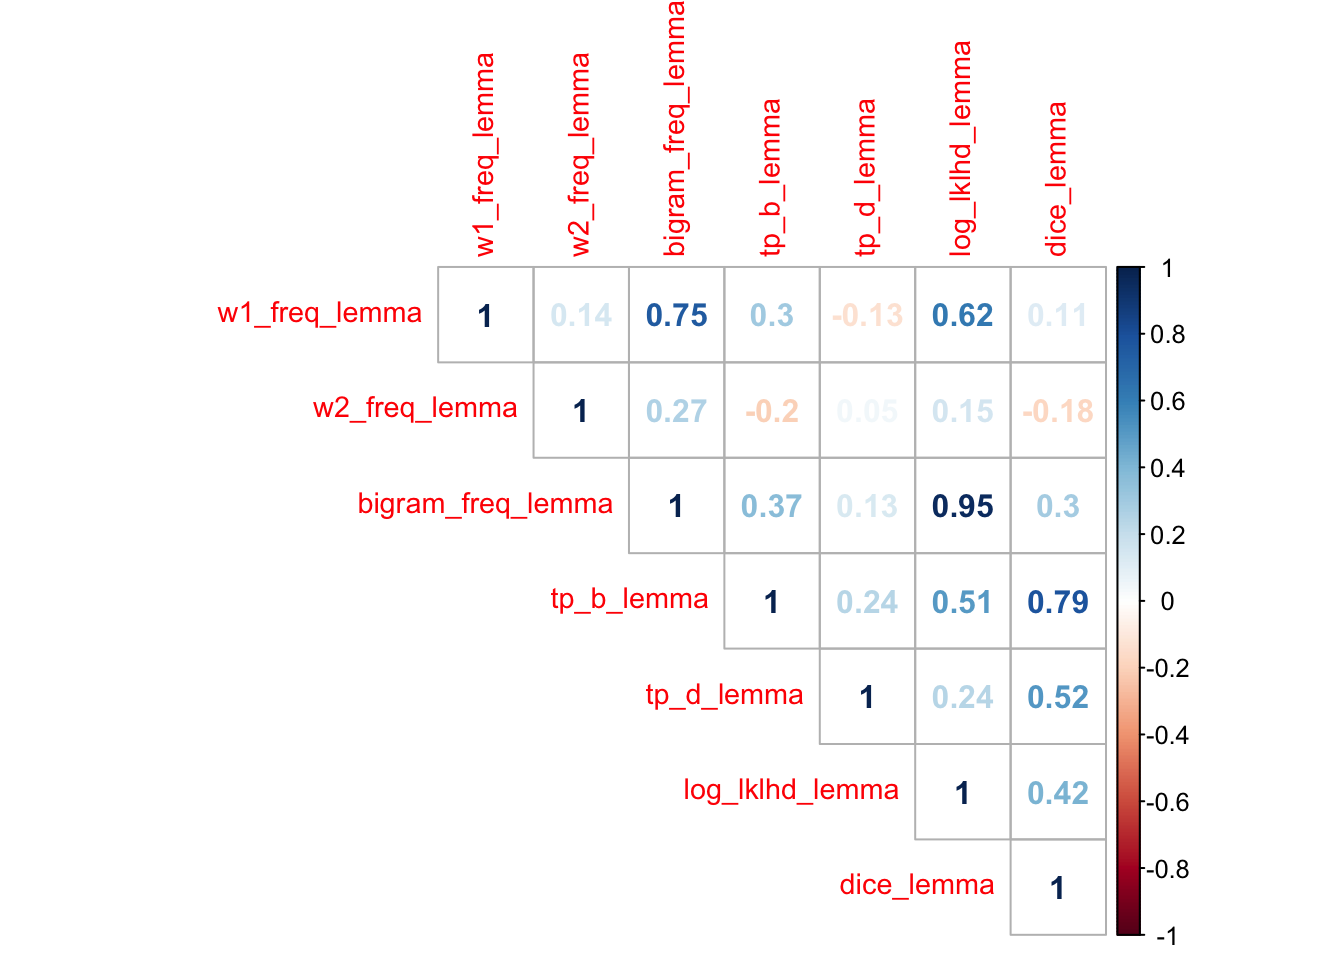 w1_freq_lemma
w2_freq_lemma
bigram_freq_lemma
tp_b_lemma
tp_d_lemma
log_lklhd_lemma
dice_lemma
w1_freq_lemma 1 0.14 0.75 0.3 -0.13 0.62 0.11
w2_freq_lemma 1 0.27 -0.2 0.05 0.15 -0.18
bigram_freq_lemma 1 0.37 0.13 0.95 0.3
tp_b_lemma 1 0.24 0.51 0.79
tp_d_lemma 1 0.24 0.52
log_lklhd_lemma 1 0.42
dice_lemma 1
1
0.8
0.6
0.4
0.2
0
-0.2
-0.4
-0.6
-0.8
-1